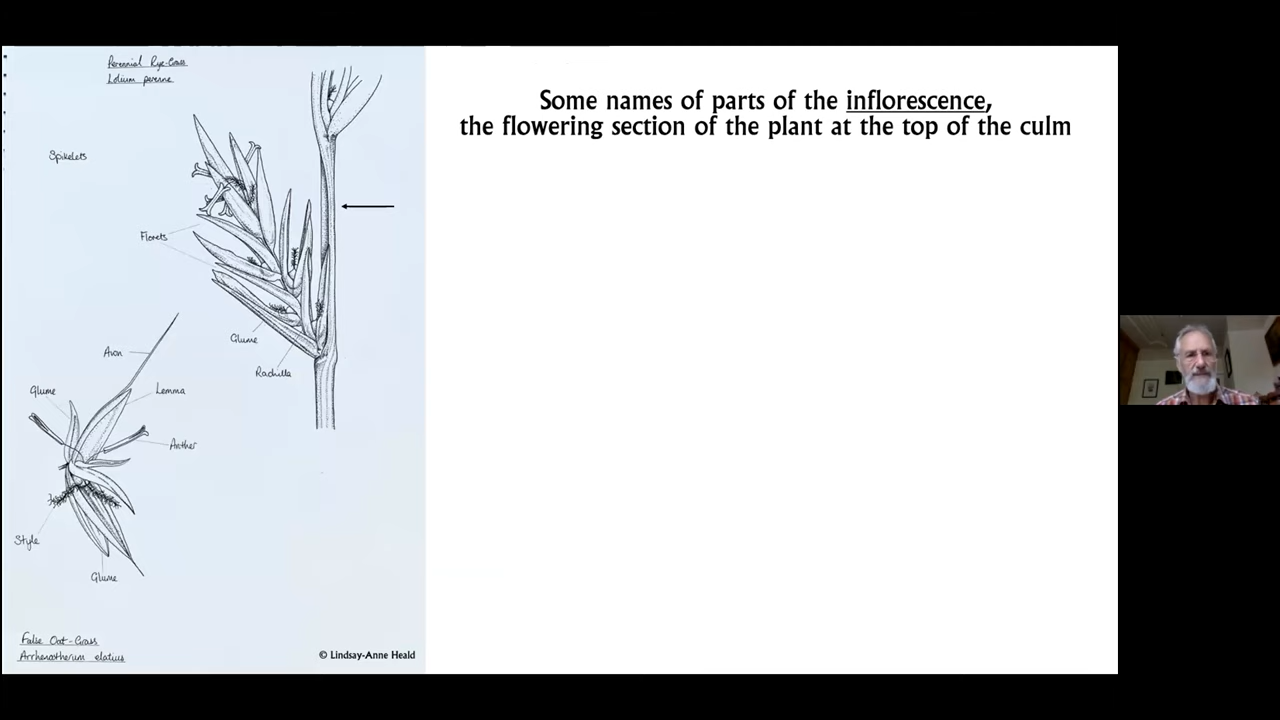 Perennial Rye-Grass
Lolium perenne
Spikelets
Florets
Glume
Rachilla
Awn
Glume
Lemma
Anther
Style
Glume
False Oat-Grass
Arrhenatherum elatius
© Lindsay-Anne Heald
Some names of parts of the inflorescence,
the flowering section of the plant at the top of the culm